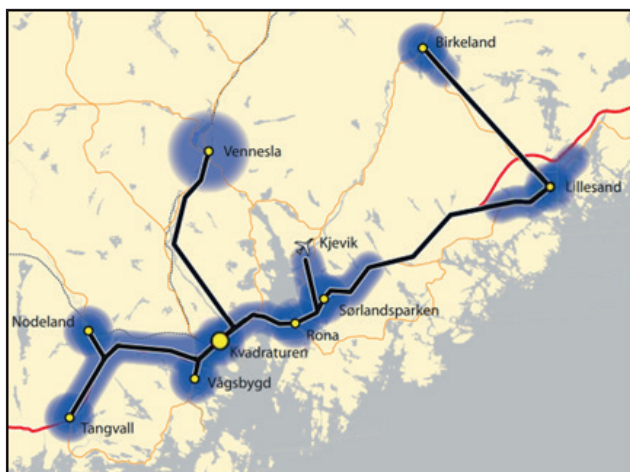 Birkeland
Vennesla
Lillesand
Kjevik
Sørlandsparken
Nodeland
Rona
Kvadraturen
Vågsbygd
Tangvall